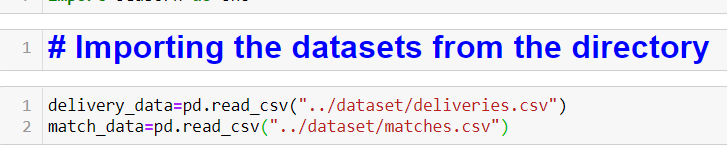 1 # Importing the datasets from the directory
1 delivery_data=pd.read_csv("../dataset/deliveries.csv")
2 match_data=pd.read_csv("../dataset/matches.csv")